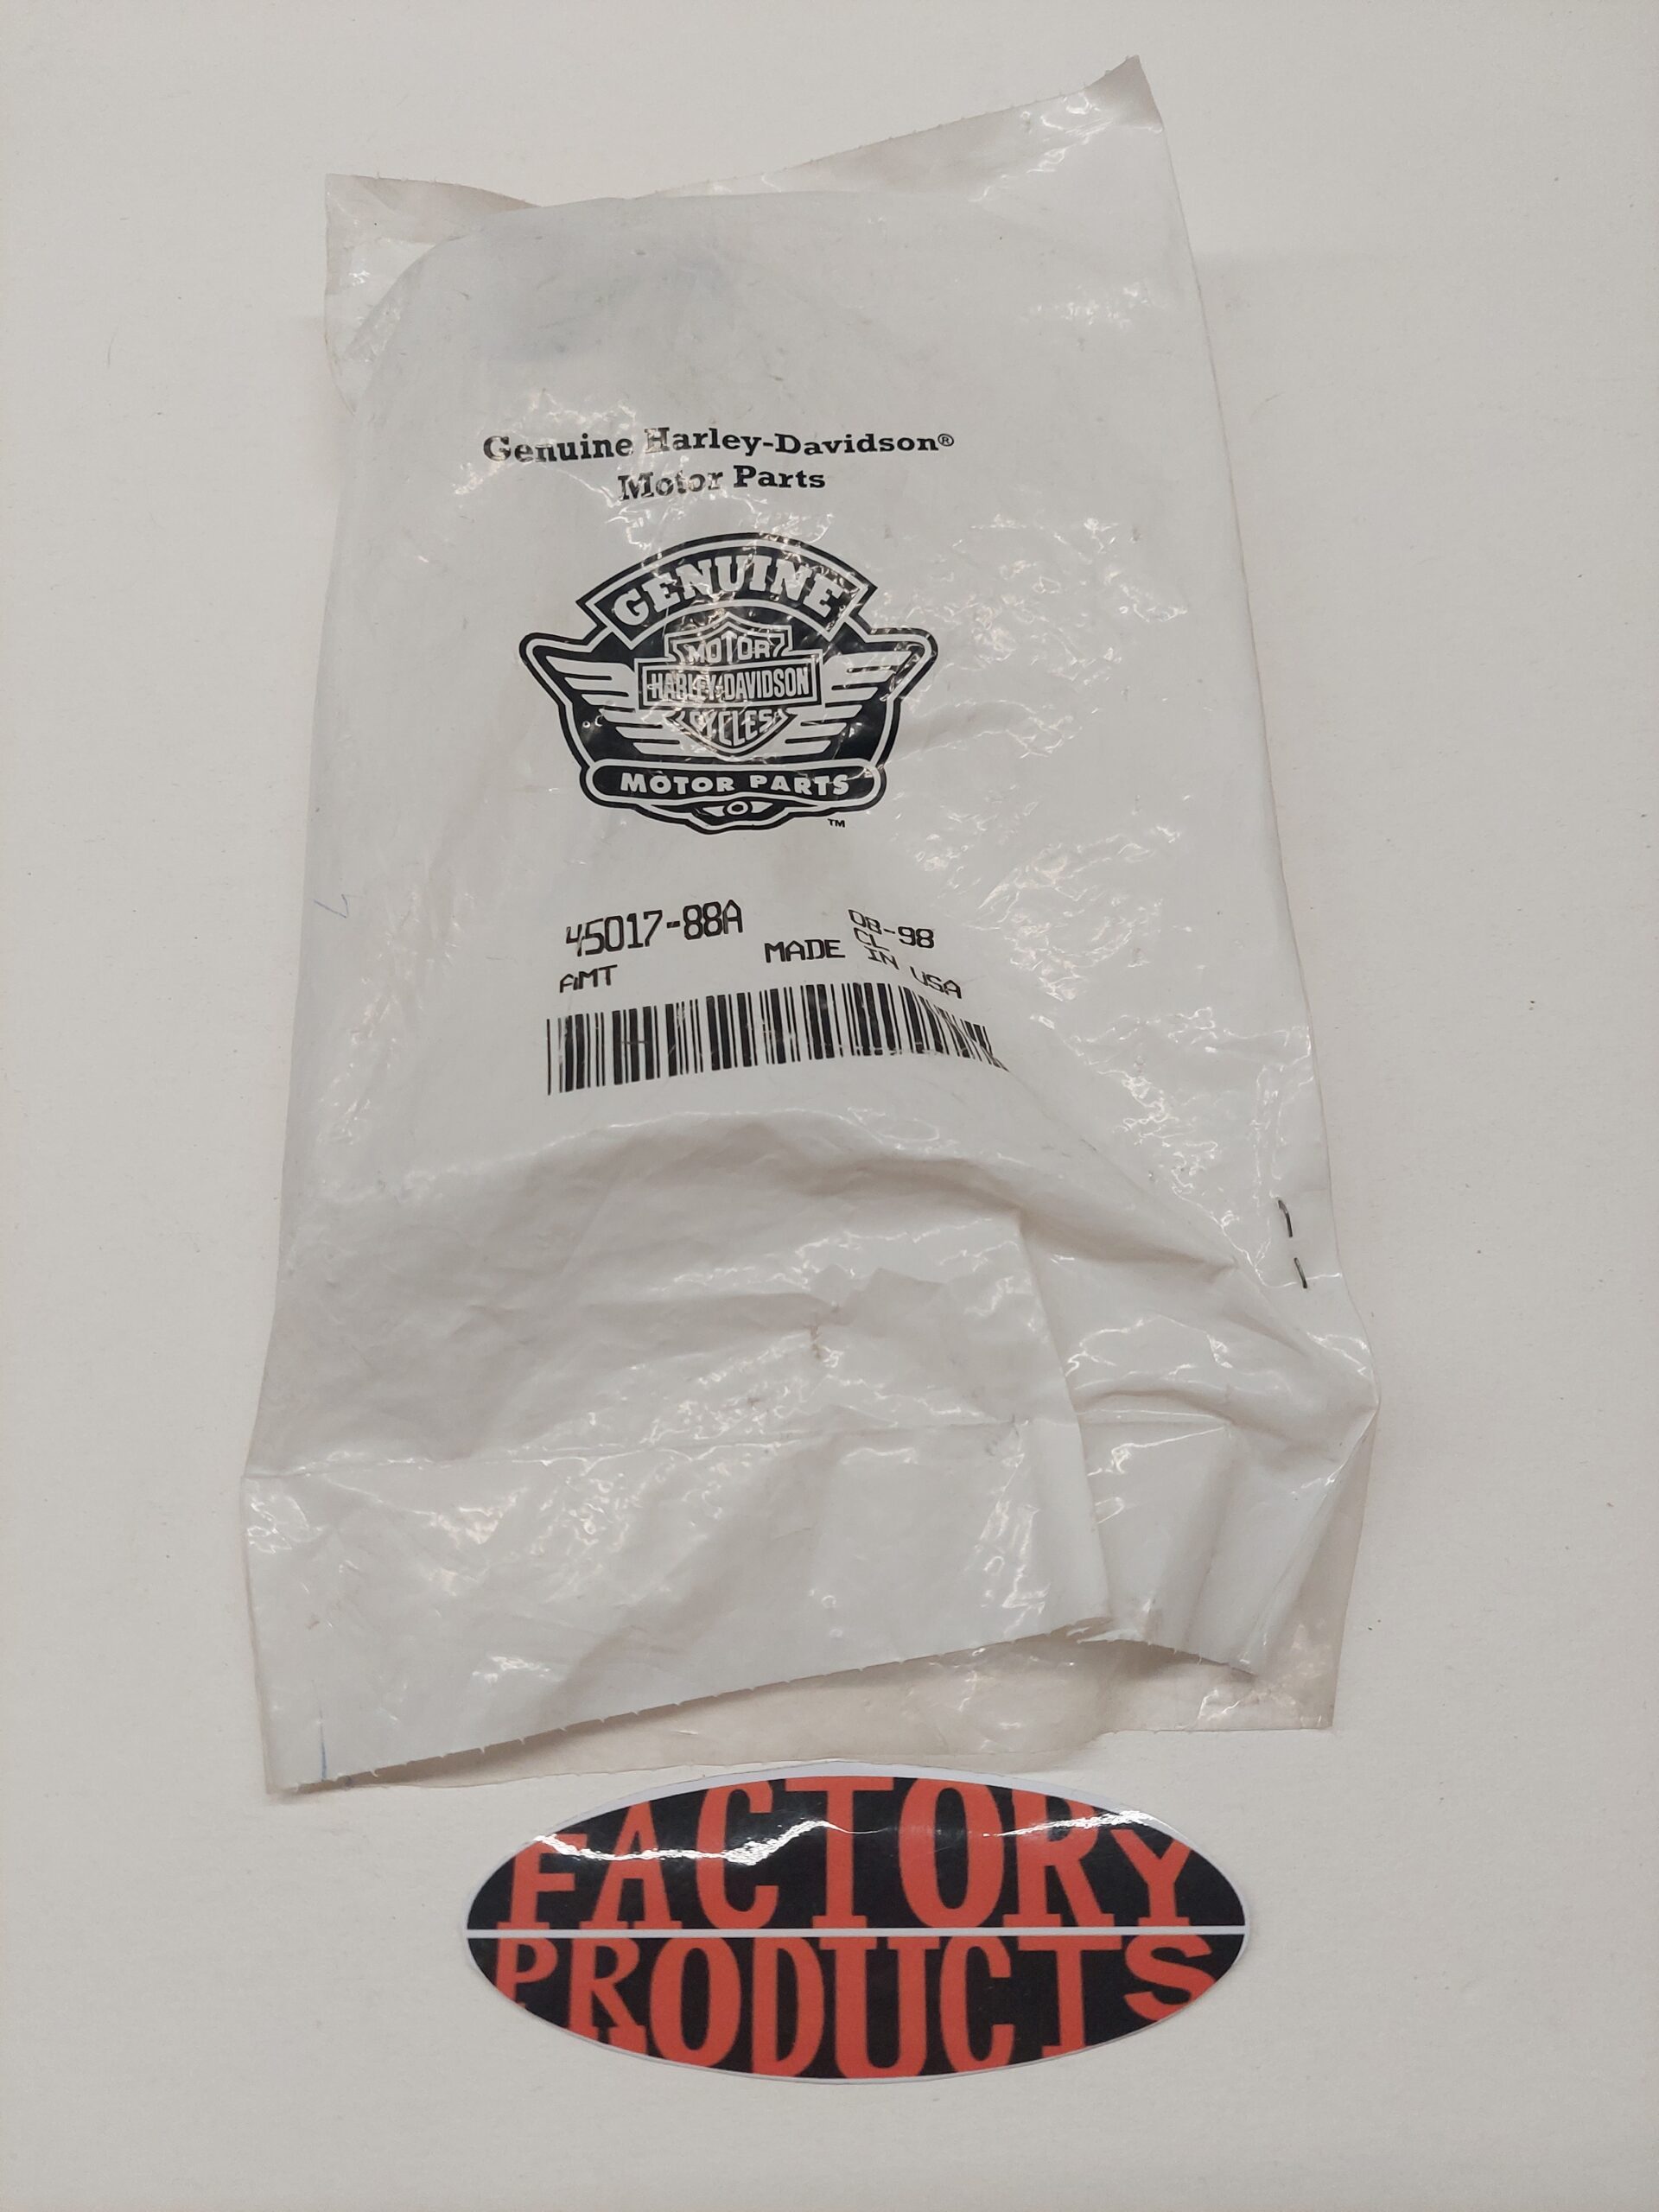 Genuine Harley-Davidson®
Motor Parts
GENUINE
MOTOR
HARLEY-DAVIDSON
CYCLES
MOTOR PARTS
™
45017-88A
08-98
CL
AMT
MADE IN USA
FACTORY
PRODUCTS